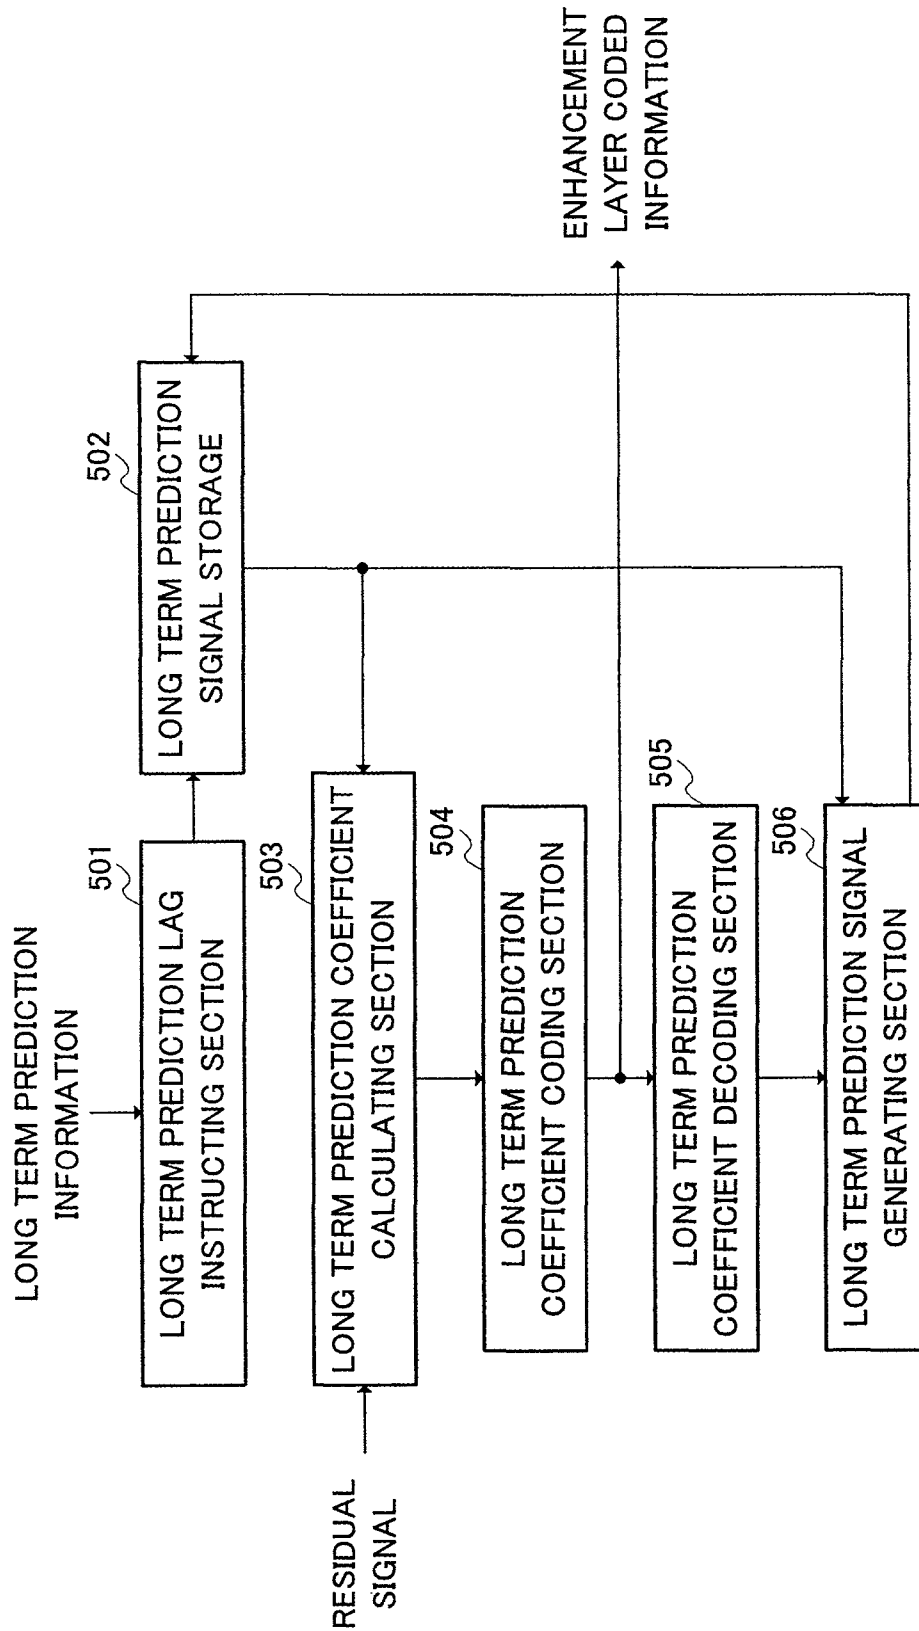 LONG TERM PREDICTION
INFORMATION
501
LONG TERM PREDICTION LAG
INSTRUCTING SECTION
502
LONG TERM PREDICTION
SIGNAL STORAGE
RESIDUAL
SIGNAL
503
LONG TERM PREDICTION COEFFICIENT
CALCULATING SECTION
504
LONG TERM PREDICTION
COEFFICIENT CODING SECTION
ENHANCEMENT
LAYER CODED
INFORMATION
505
LONG TERM PREDICTION
COEFFICIENT DECODING SECTION
506
LONG TERM PREDICTION SIGNAL
GENERATING SECTION